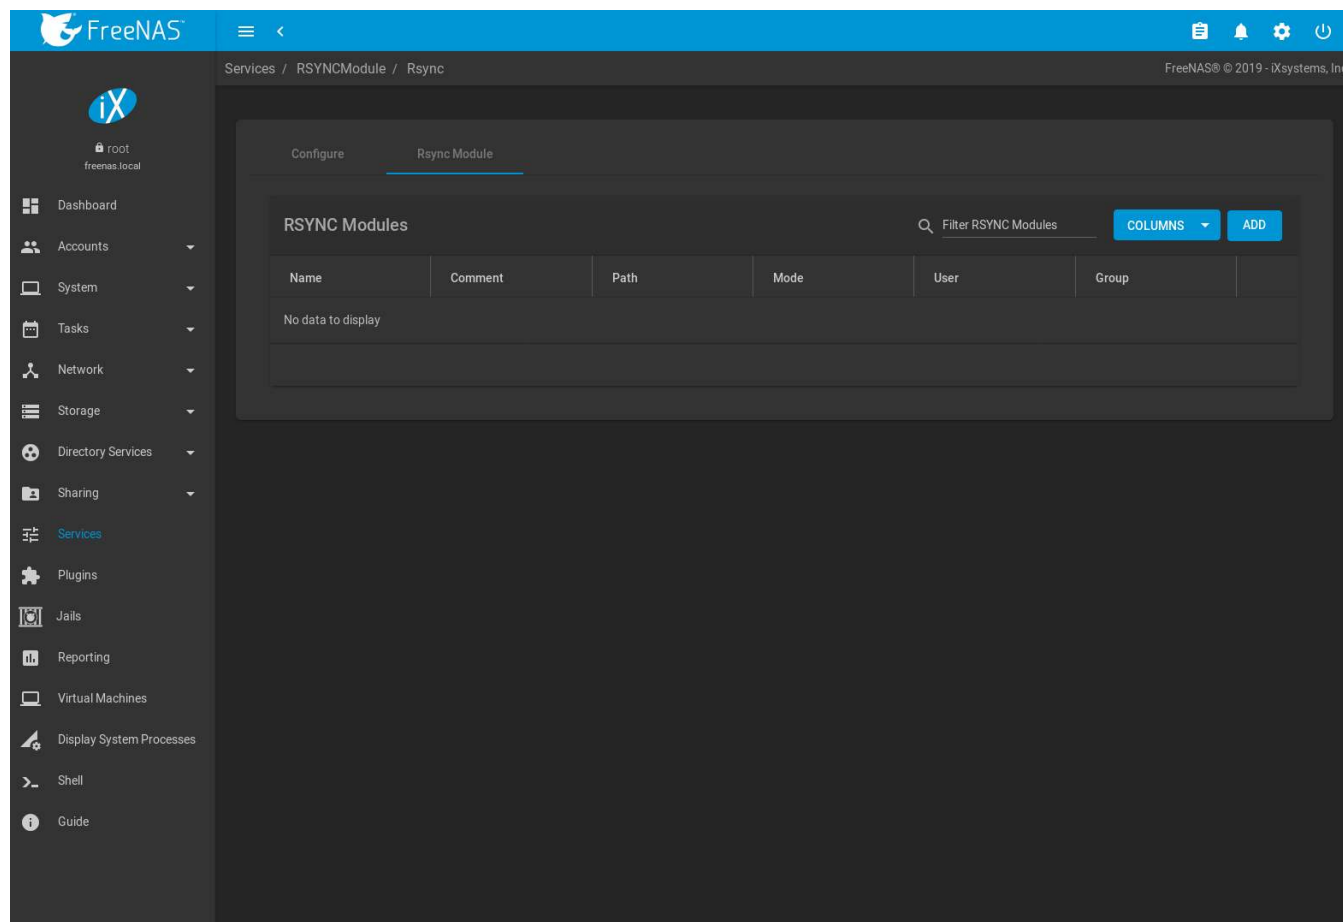 FreeNAS™
Services / RSYNCModule / Rsync
FreeNAS® © 2019 - iXsystems, Inc
iX
root
freenas.local
Dashboard
Accounts
System
Tasks
Network
Storage
Directory Services
Sharing
Services
Plugins
Jails
Reporting
Virtual Machines
Display System Processes
Shell
Guide
Configure
Rsync Module
RSYNC Modules
Filter RSYNC Modules
COLUMNS
ADD
Name Comment Path Mode User Group
No data to display